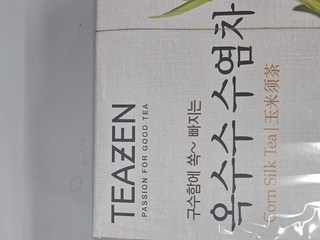 TEAZEN
PASSION FOR GOOD TEA
구수함에 쏙~ 빠지는
옥수수수염차
Corn Silk Tea | 玉米须茶